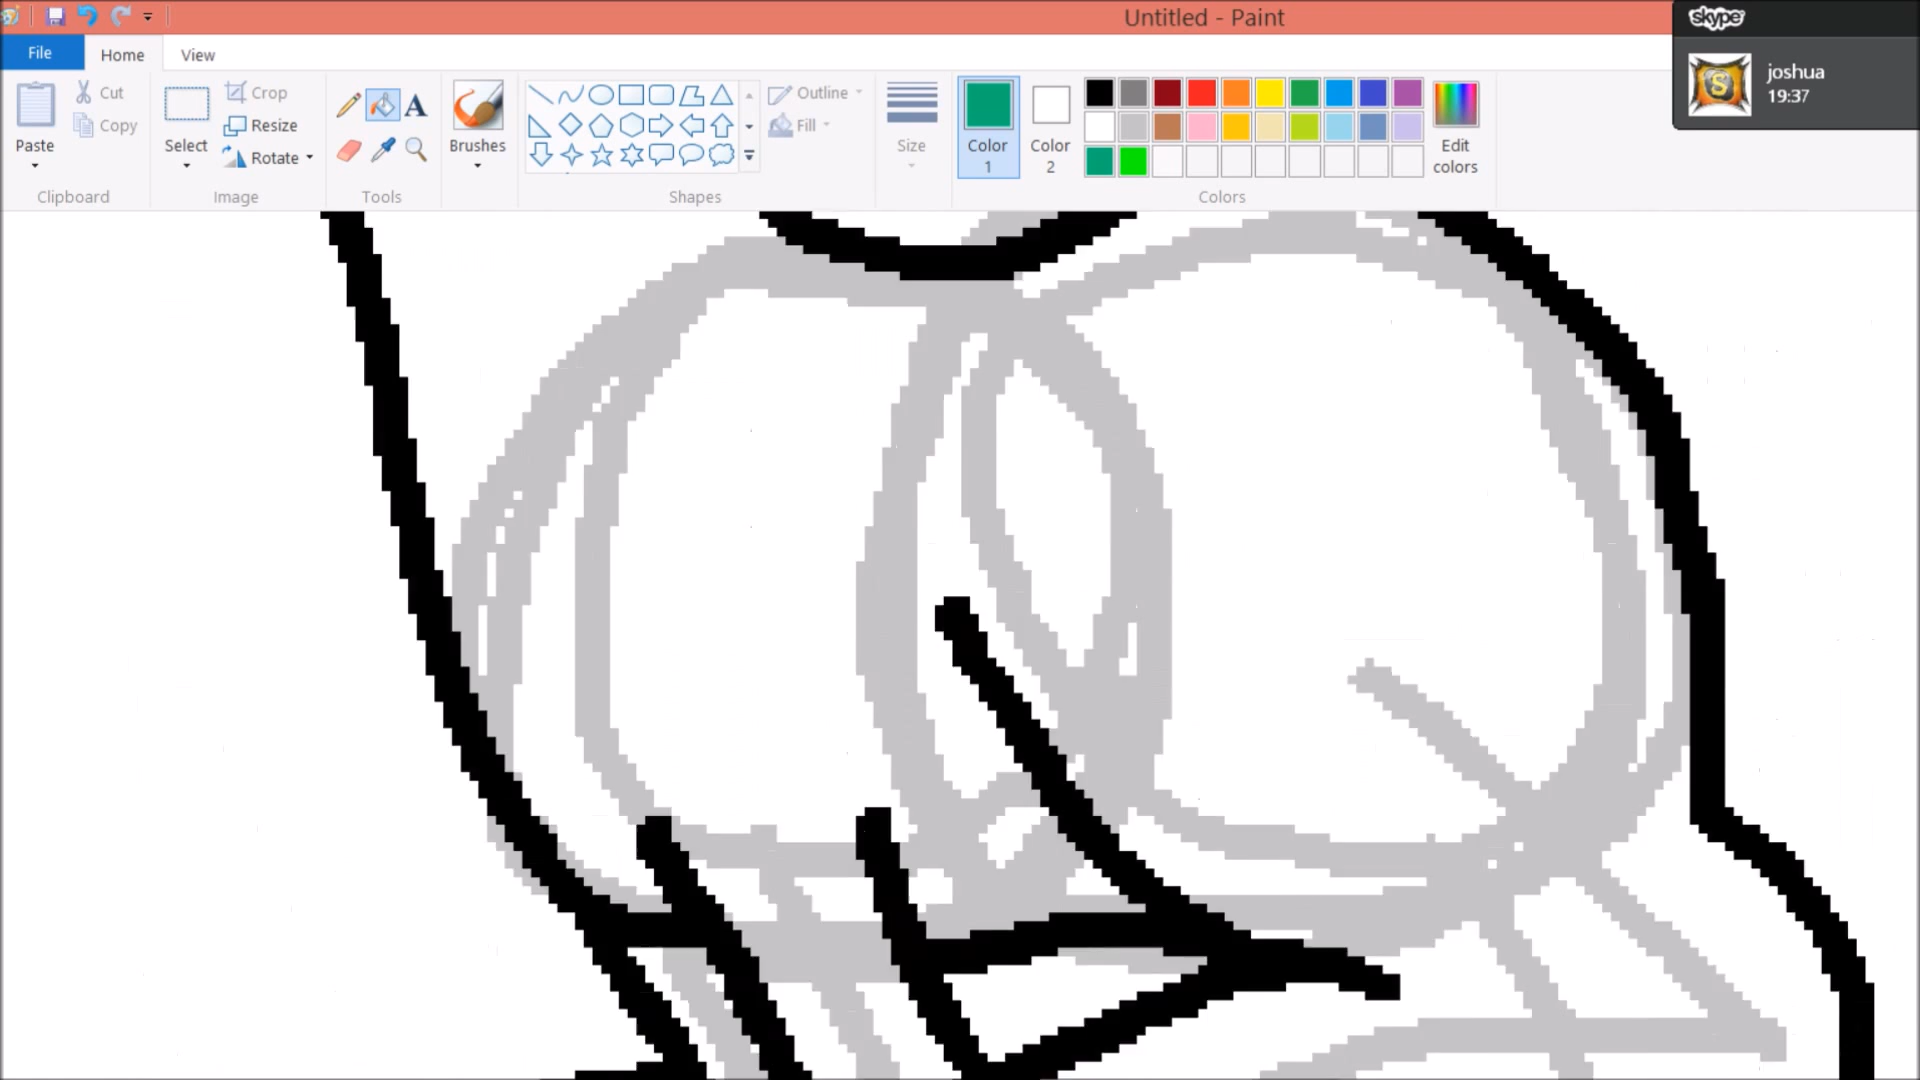 Untitled - Paint
skype
joshua
19:37
File
Home
View
Paste
Cut
Copy
Clipboard
Select
Crop
Resize
Rotate
Image
A
Tools
Brushes
Outline
Fill
Shapes
Size
Color
1
Color
2
Edit
colors
Colors
S